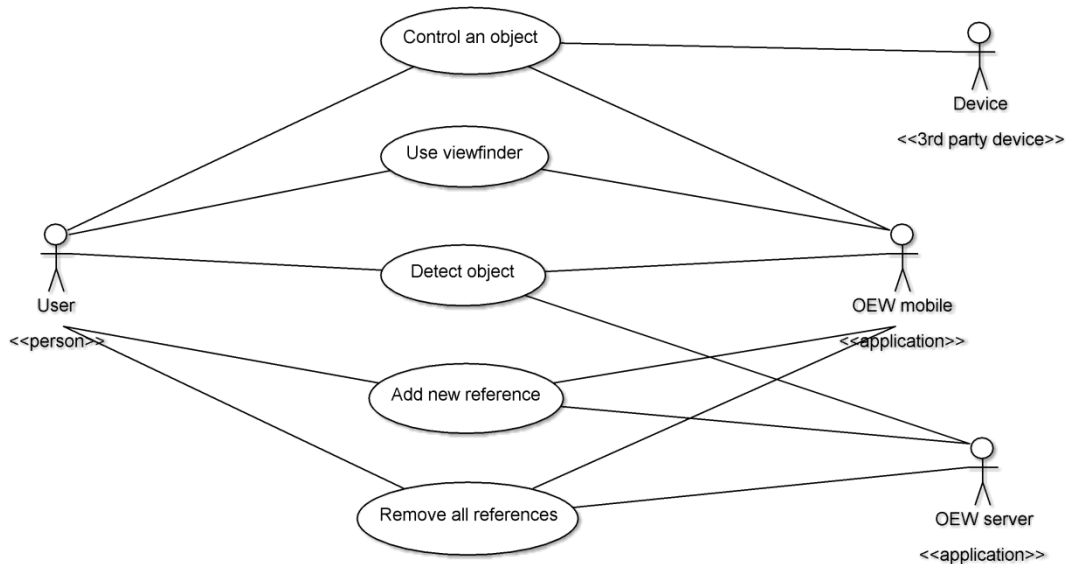 Control an object
Device
<<3rd party device>>
Use viewfinder
Detect object
User
<<person>>
OEW mobile
<<application>>
Add new reference
Remove all references
OEW server
<<application>>